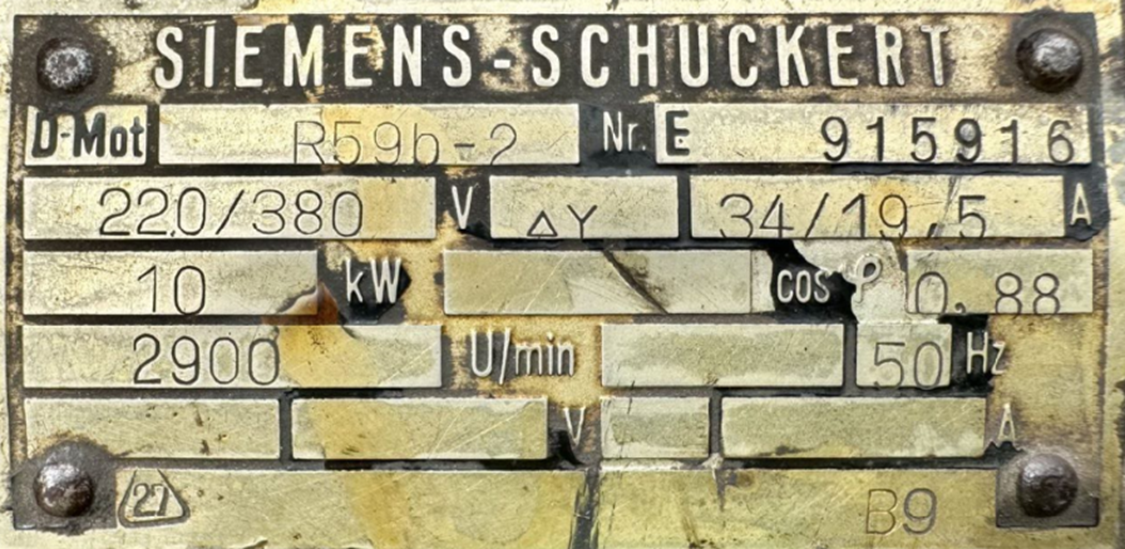 SIEMENS-SCHUCKERT
D-Mot R59b-2 Nr. E 915916
220/380 V △Y 34/19,5 A
10 kW cos φ 0,88
2900 U/min 50 Hz
V A
27 B9